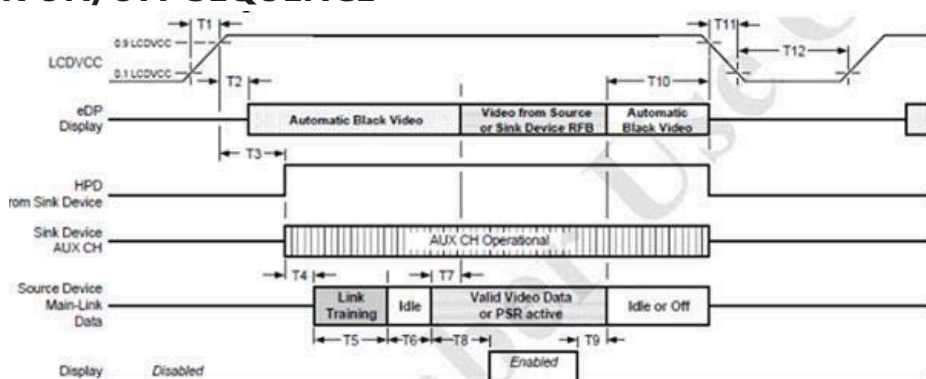 T1
T11
0.9 LCDVCC
LCDVCC
T12
0.1 LCDVCC
T2
T10
eDP
Display
Automatic Black Video
Video from Source
or Sink Device RFB
Automatic
Black Video
T3
HPD
rom Sink Device
Sink Device
AUX CH
AUX CH Operational
T4
T7
Source Device
Main-Link
Data
Link
Training
Idle
Valid Video Data
or PSR active
Idle or Off
T5
T6
T8
T9
Display
Disabled
Enabled